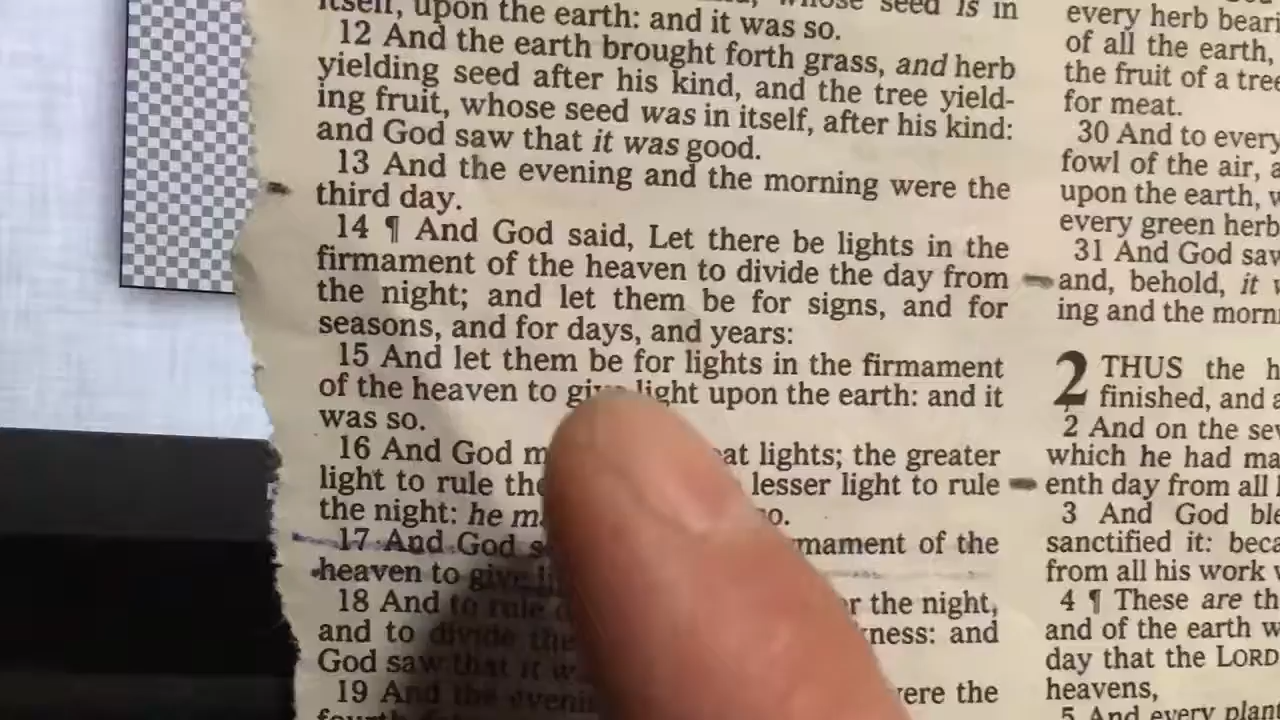 itself, upon the earth: and it was so.
12 And the earth brought forth grass, and herb
yielding seed after his kind, and the tree yield-
ing fruit, whose seed was in itself, after his kind:
and God saw that it was good.
13 And the evening and the morning were the
third day.
14 ¶ And God said, Let there be lights in the
firmament of the heaven to divide the day from
the night; and let them be for signs, and for
seasons, and for days, and years:
15 And let them be for lights in the firmament
of the heaven to give light upon the earth: and it
was so.
16 And God lights; the greater
light to rule lesser light to rule
the night: he
17 And God of the
heaven to give
18 And to rule the night,
and to divide the and
God saw that it
19 And the the
every herb
of all the earth,
the fruit of a tree
for meat.
30 And to every
fowl of the air,
upon the earth,
every green herb
31 And God saw
and, behold, it
ing and the
2 THUS the
finished, and
2 And on the
which he had
enth day from all
3 And God
sanctified it:
from all his work
4 ¶ These are
and of the earth
day that the LORD
heavens,
5 And every